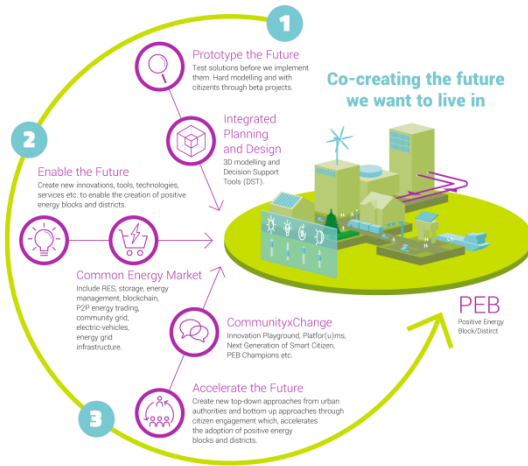 1
Prototype the Future
Test solutions before we implement
them. Hard modelling and with
citizents through beta projects.
Co-creating the future
we want to live in
Integrated
Planning
and Design
3D modelling and
Decision Support
Tools (DST).
2
Enable the Future
Create new innovations, tools, technologies,
services etc. to enable the creation of positive
energy blocks and districts.
Common Energy Market
Include RES, storage, energy
management, blockchain,
P2P energy trading,
community grid,
electric-vehicles,
energy grid
infrastructure.
CommunityxChange
Innovation Playground, Platfor(u)ms,
Next Generation of Smart Citizen,
PEB Champions etc.
PEB
Positive Energy
Block/Distirct
3
Accelerate the Future
Create new top-down approaches from urban
authorities and bottom up approaches through
citizen engagement which, accelerates
the adoption of positive energy
blocks and districts.